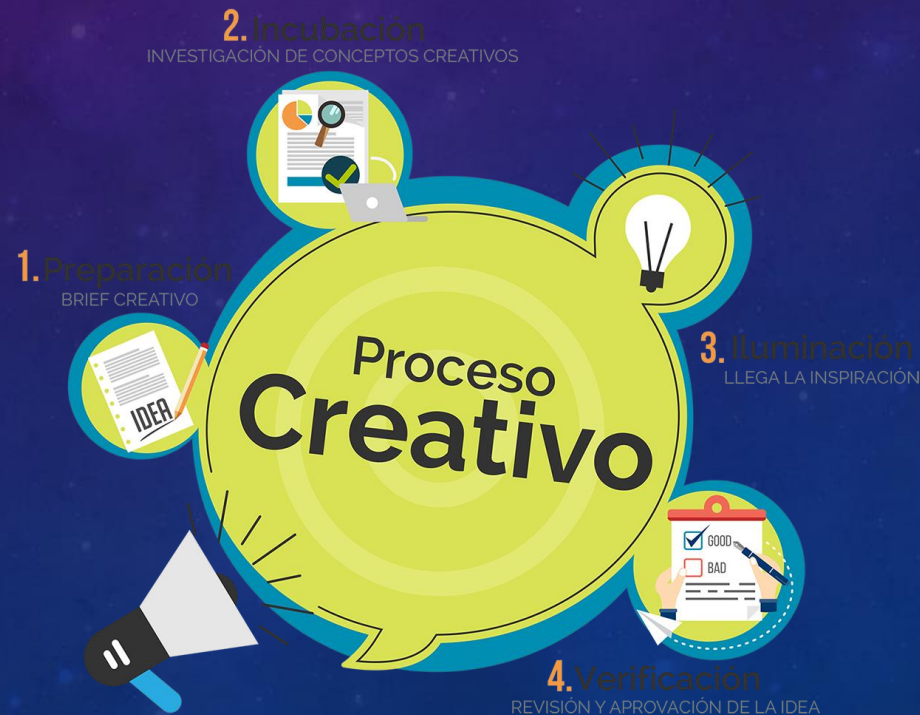 2. Incubación
INVESTIGACIÓN DE CONCEPTOS CREATIVOS
1. Preparación
BRIEF CREATIVO
IDEA
Proceso
Creativo
3. Iluminación
LLEGA LA INSPIRACIÓN
GOOD
BAD
4. Verificación
REVISIÓN Y APROVACIÓN DE LA IDEA